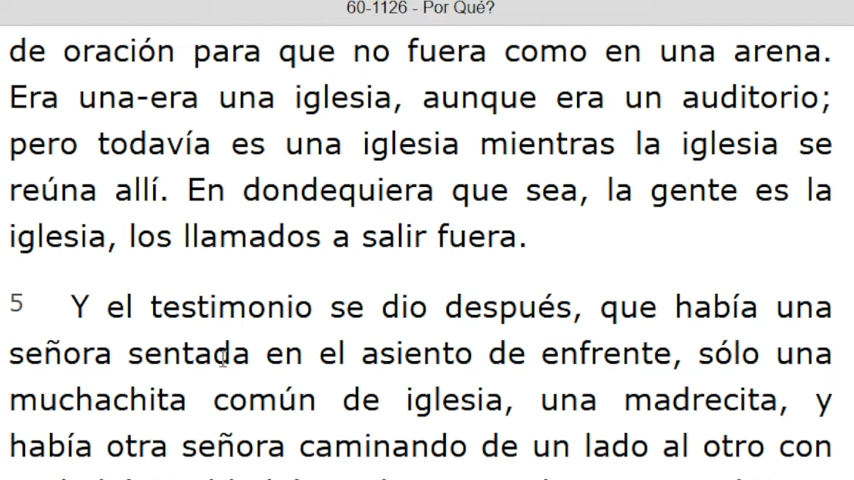 60-1126 - Por Qué?
de oración para que no fuera como en una arena.
Era una-era una iglesia, aunque era un auditorio;
pero todavía es una iglesia mientras la iglesia se
reúna allí. En dondequiera que sea, la gente es la
iglesia, los llamados a salir fuera.
5 Y el testimonio se dio después, que había una
señora sentada en el asiento de enfrente, sólo una
muchachita común de iglesia, una madrecita, y
había otra señora caminando de un lado al otro con